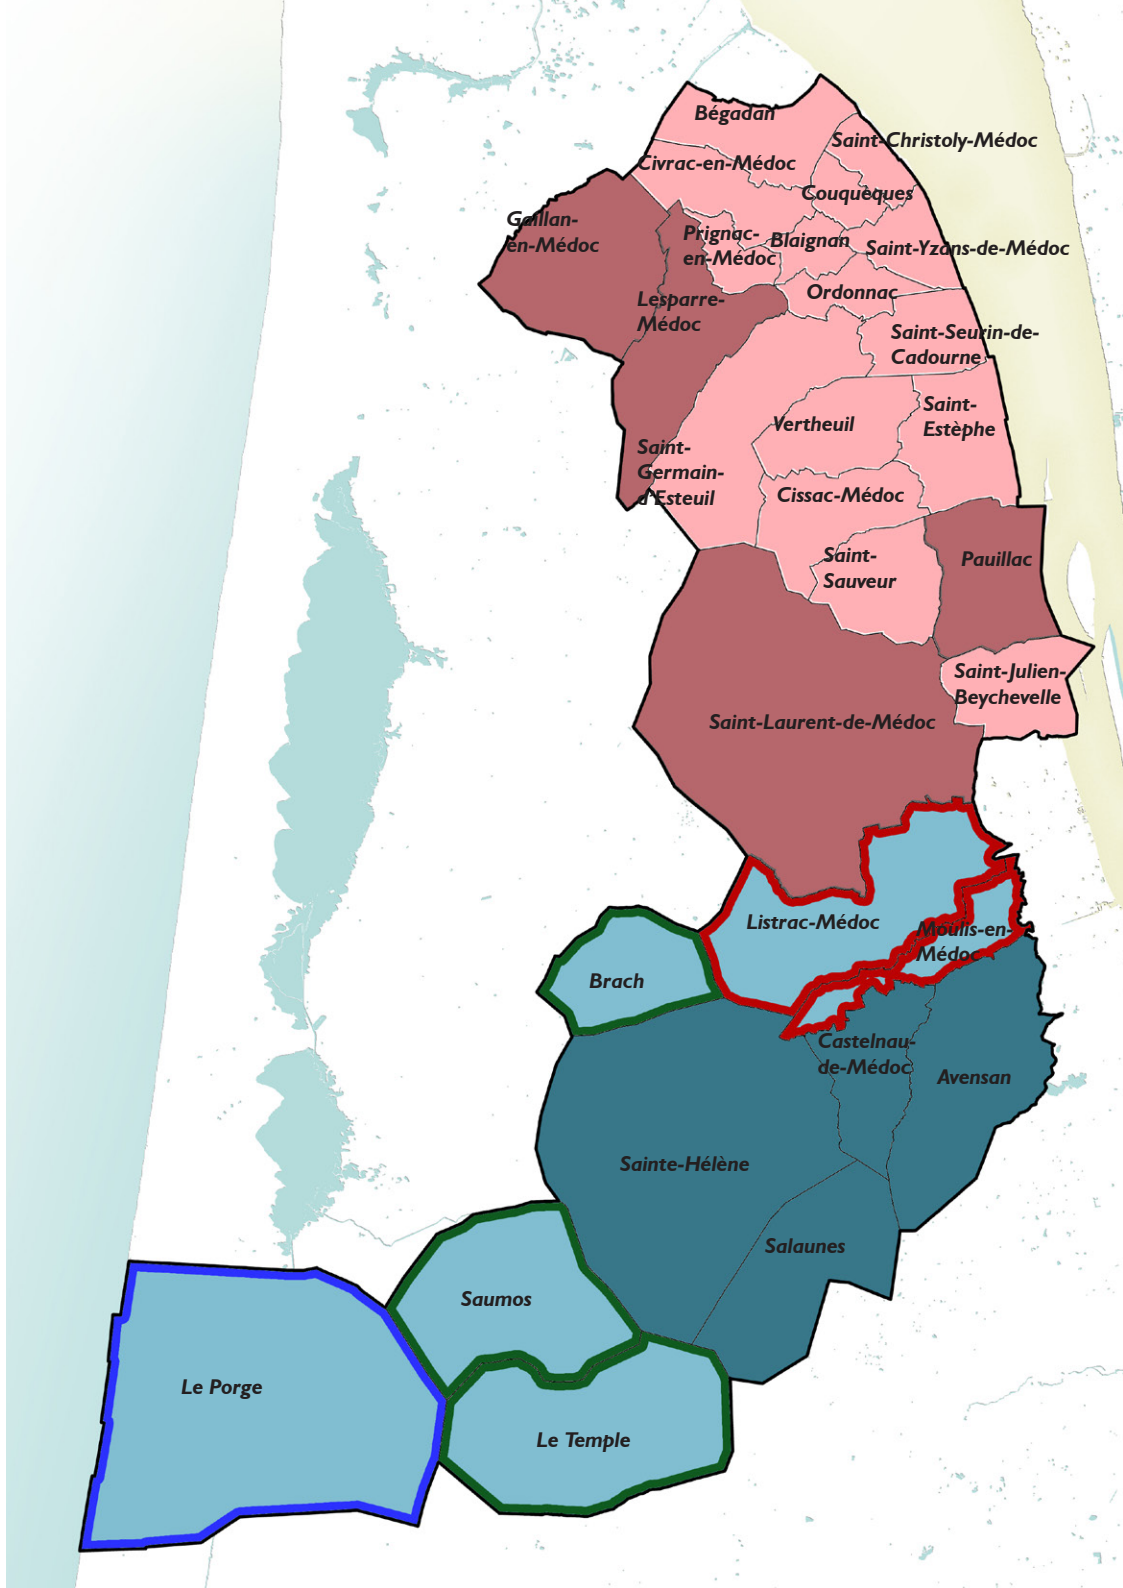 Bégadan
Saint-Christoly-Médoc
Civrac-en-Médoc
Couquèques
Gaillan-
en-Médoc
Prignac-
en-Médoc
Blaignan
Saint-Yzans-de-Médoc
Ordonnac
Lesparre-
Médoc
Saint-Seurin-de-
Cadourne
Saint-
Estèphe
Vertheuil
Saint-
Germain-
d'Esteuil
Cissac-Médoc
Saint-
Sauveur
Pauillac
Saint-Julien-
Beychevelle
Saint-Laurent-de-Médoc
Listrac-Médoc
Moulis-en-
Médoc
Brach
Castelnau-
de-Médoc
Avensan
Sainte-Hélène
Salaunes
Saumos
Le Porge
Le Temple